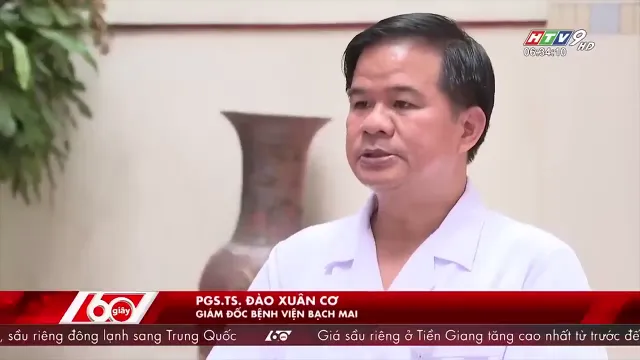 HTV9 HD
06:34:10
PGS.TS. ĐÀO XUÂN CƠ
GIÁM ĐỐC BỆNH VIỆN BẠCH MAI
60 giây
, sầu riêng đông lạnh sang Trung Quốc 60 Giá sầu riêng ở Tiền Giang tăng cao nhất từ trước đế